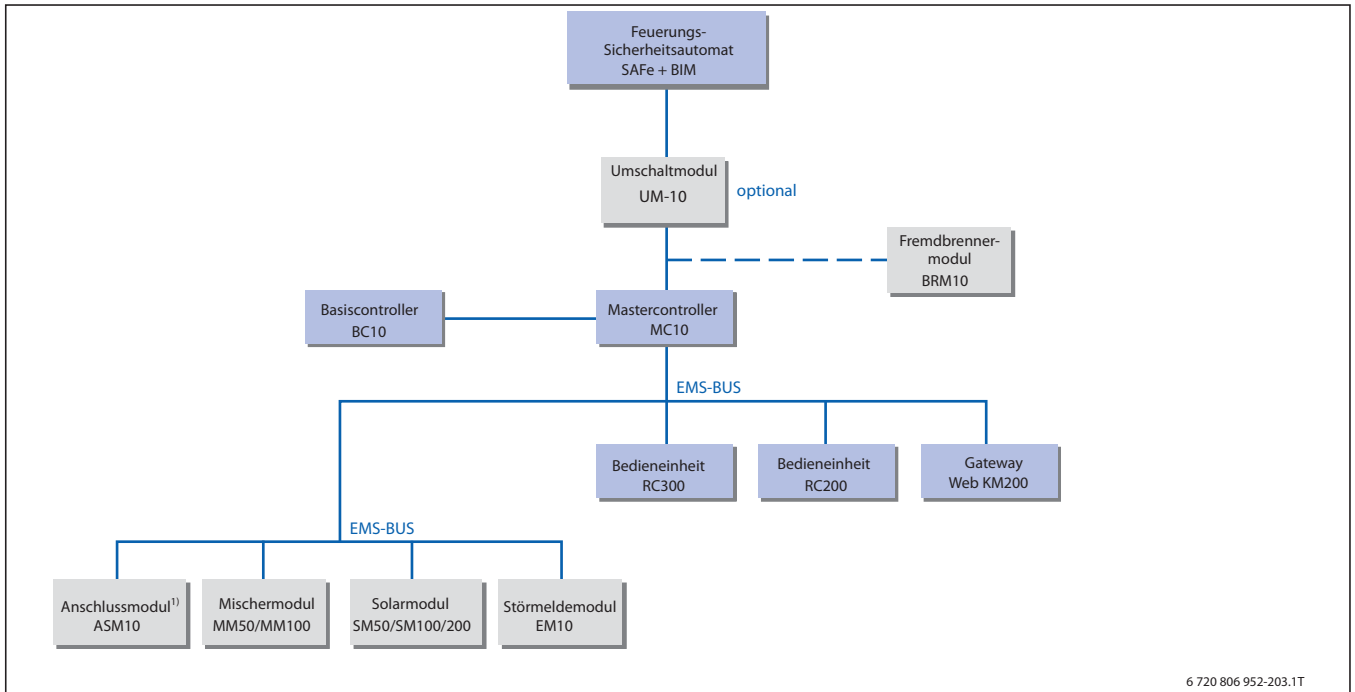 Feuerungs-
Sicherheitsautomat
SAFe + BIM
Umschaltmodul
UM-10
optional
Fremdbrenner-
modul
BRM10
Basiscontroller
BC10
Mastercontroller
MC10
EMS-BUS
Bedieneinheit
RC300
Bedieneinheit
RC200
Gateway
Web KM200
EMS-BUS
Anschlussmodul¹⁾
ASM10
Mischermodul
MM50/MM100
Solarmodul
SM50/SM100/200
Störmeldemodul
EM10
6 720 806 952-203.1T